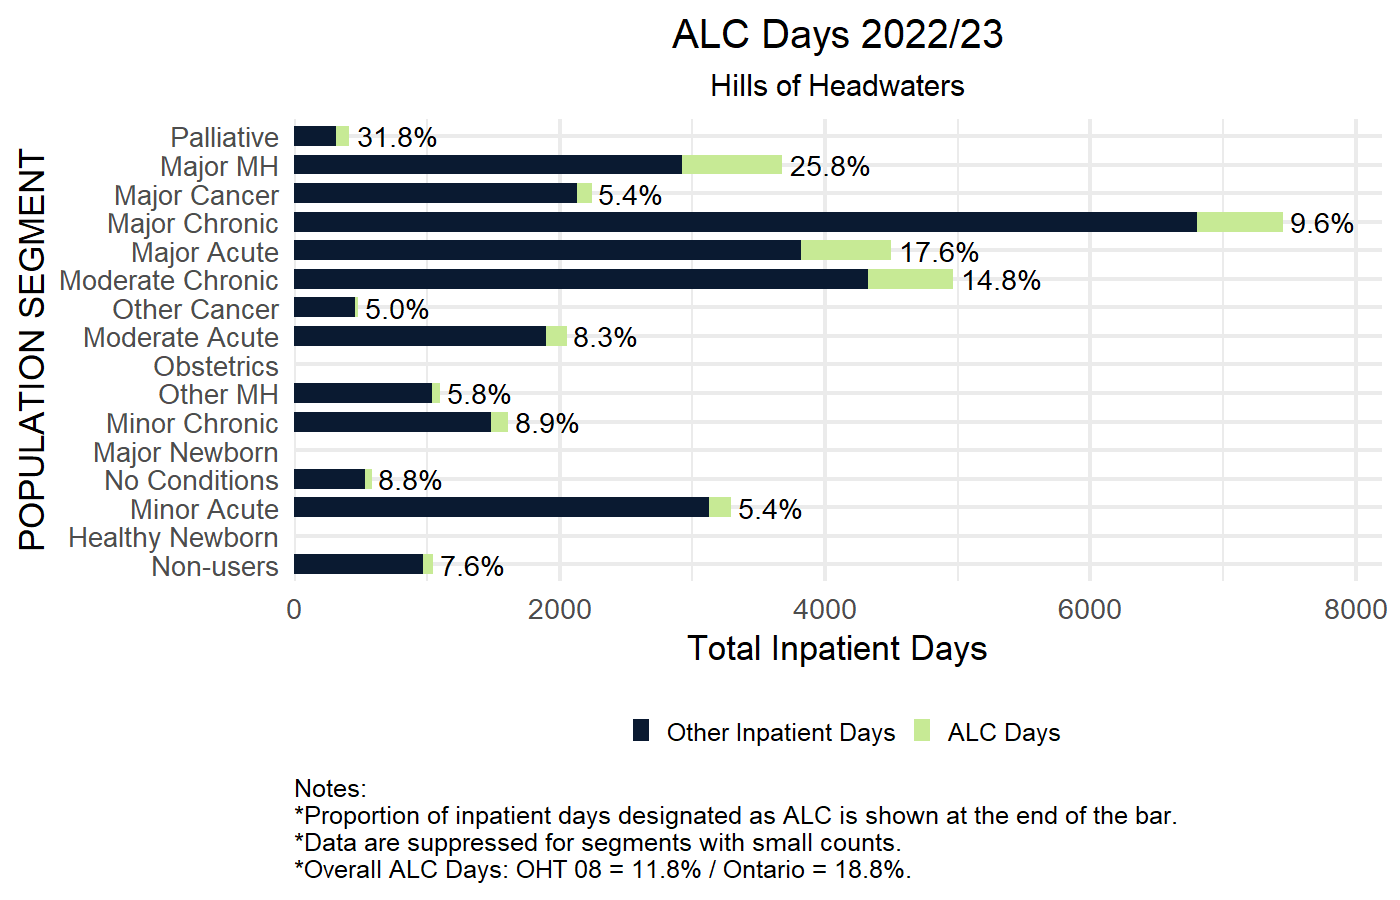 ALC Days 2022/23
Hills of Headwaters
POPULATION SEGMENT
Palliative 31.8%
Major MH 25.8%
Major Cancer 5.4%
Major Chronic 9.6%
Major Acute 17.6%
Moderate Chronic 14.8%
Other Cancer 5.0%
Moderate Acute 8.3%
Obstetrics
Other MH 5.8%
Minor Chronic 8.9%
Major Newborn
No Conditions 8.8%
Minor Acute 5.4%
Healthy Newborn
Non-users 7.6%
0 2000 4000 6000 8000
Total Inpatient Days
Other Inpatient Days ALC Days
Notes:
*Proportion of inpatient days designated as ALC is shown at the end of the bar.
*Data are suppressed for segments with small counts.
*Overall ALC Days: OHT 08 = 11.8% / Ontario = 18.8%.